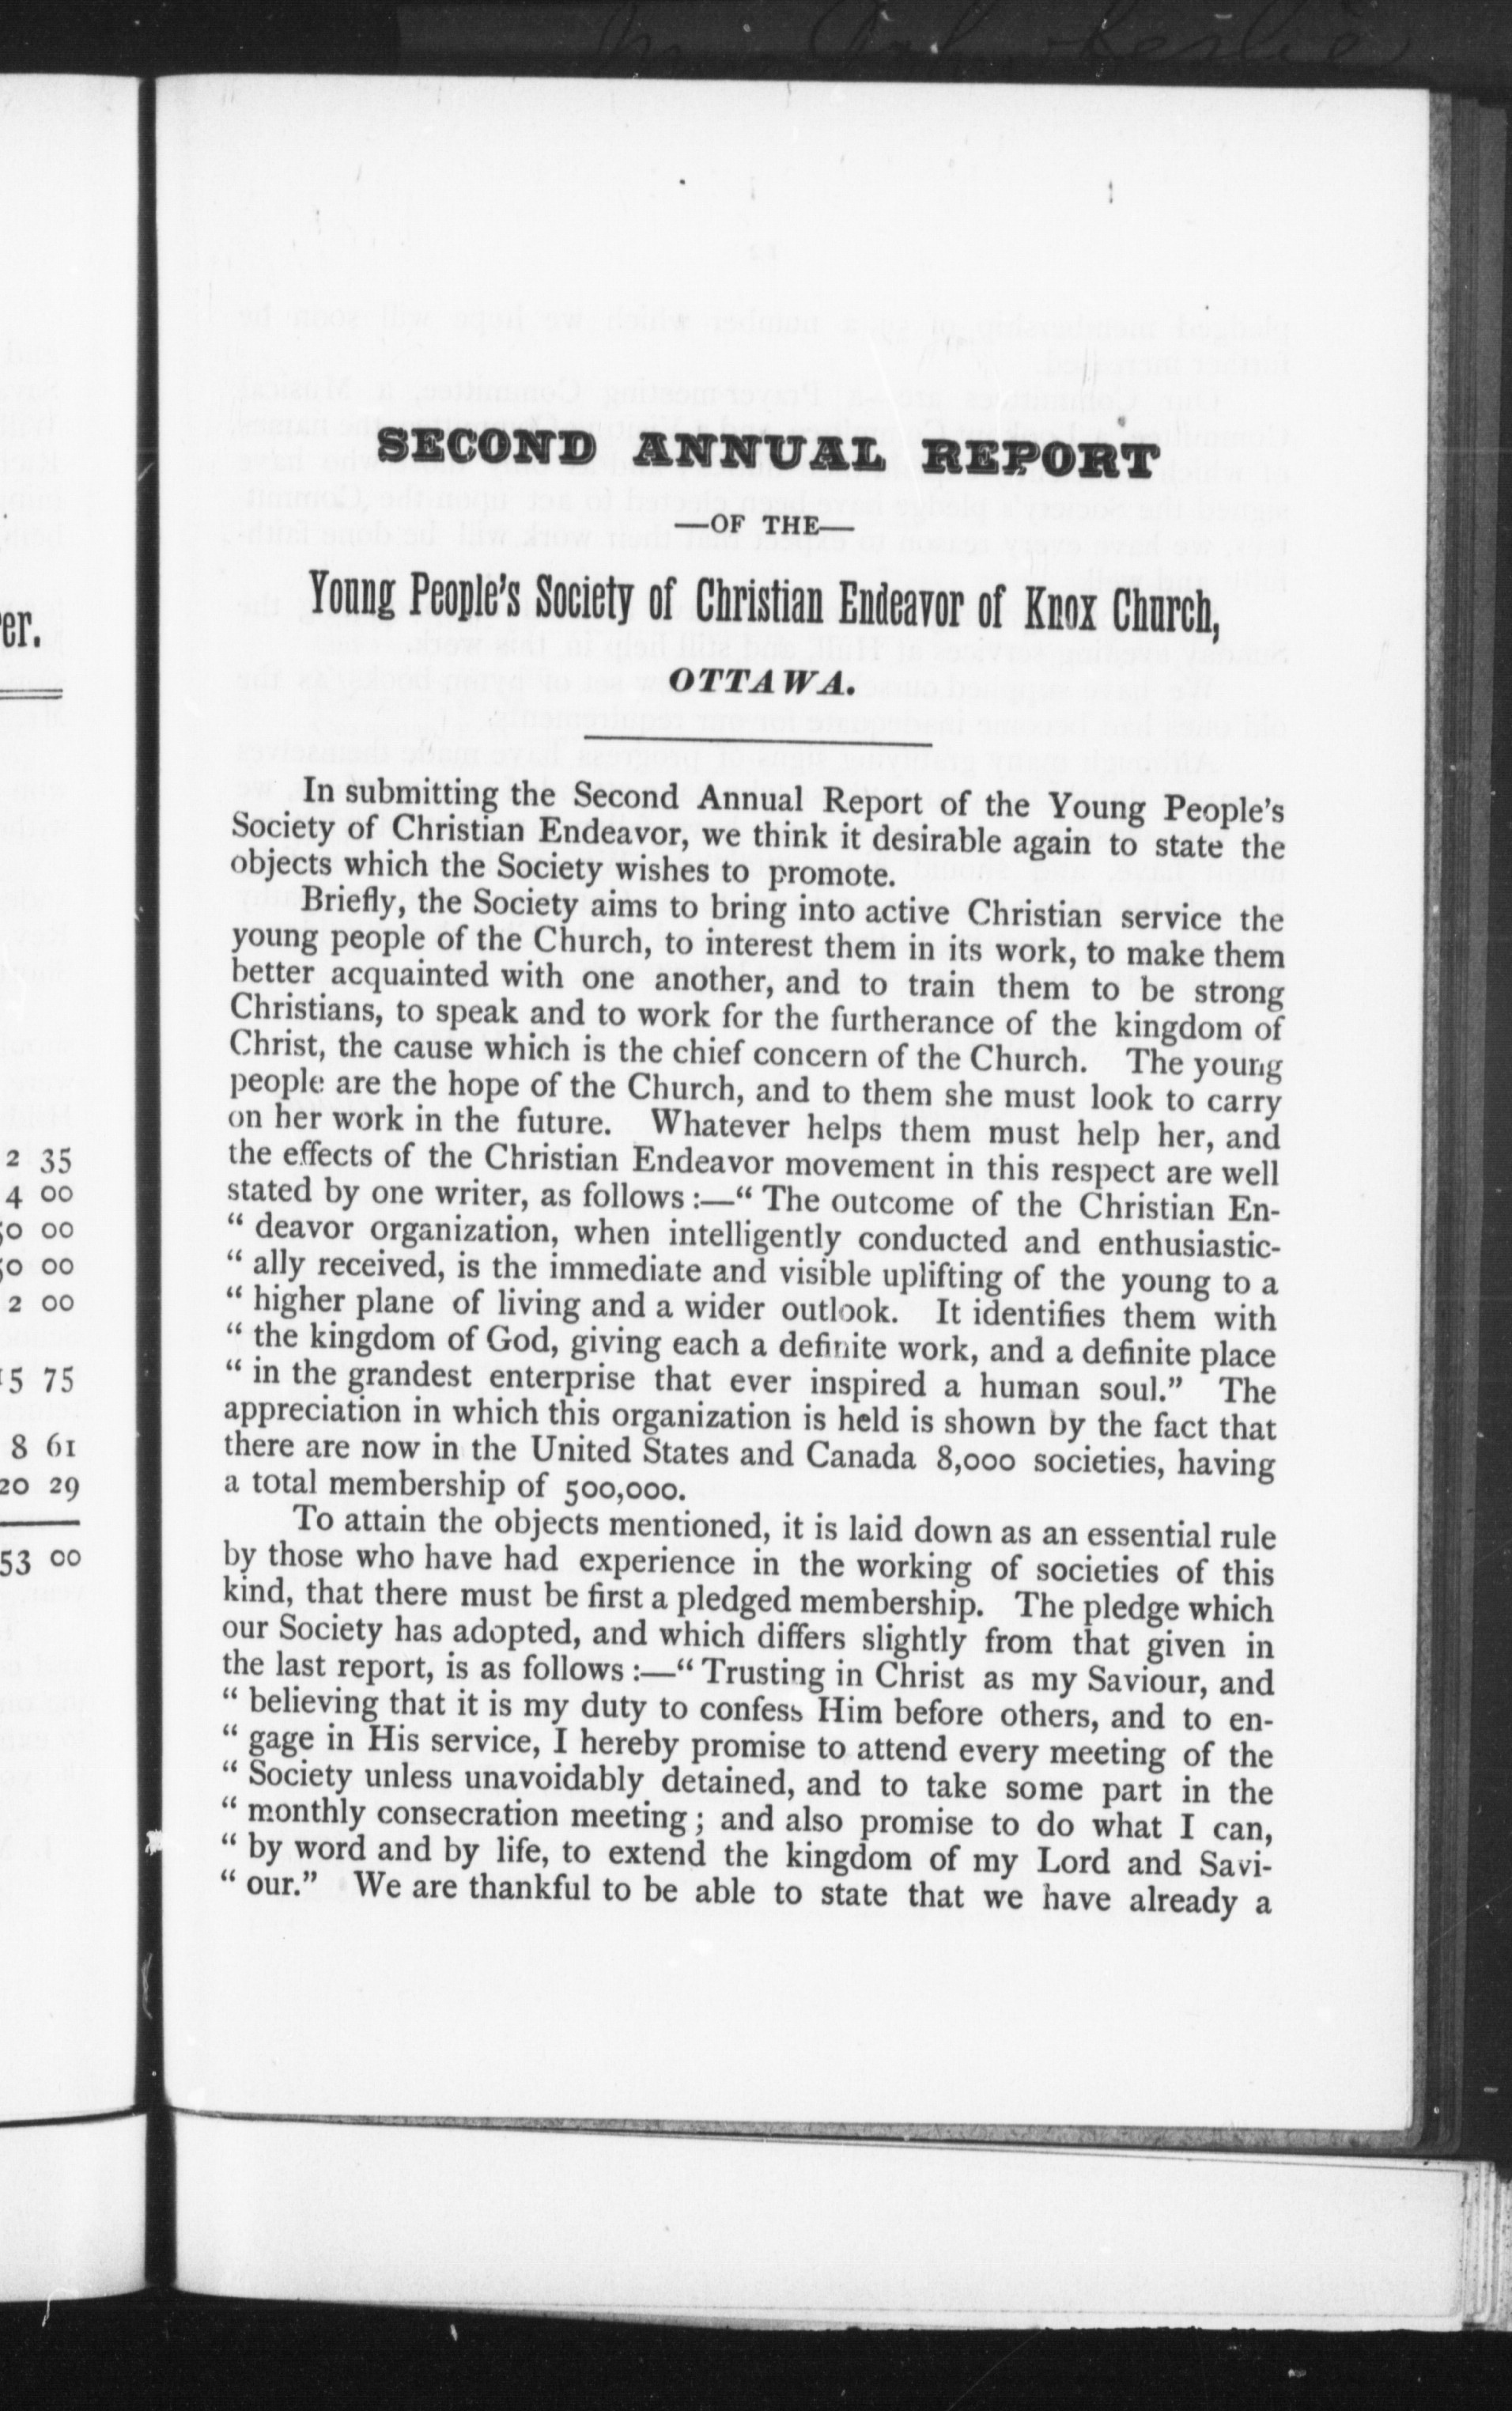 er.
2 35
4 00
50 00
50 00
2 00
15 75
8 61
20 29
53 00
SECOND ANNUAL REPORT
—OF THE—
Young People's Society of Christian Endeavor of Knox Church,
OTTAWA.
In submitting the Second Annual Report of the Young People's
Society of Christian Endeavor, we think it desirable again to state the
objects which the Society wishes to promote.
Briefly, the Society aims to bring into active Christian service the
young people of the Church, to interest them in its work, to make them
better acquainted with one another, and to train them to be strong
Christians, to speak and to work for the furtherance of the kingdom of
Christ, the cause which is the chief concern of the Church. The young
people are the hope of the Church, and to them she must look to carry
on her work in the future. Whatever helps them must help her, and
the effects of the Christian Endeavor movement in this respect are well
stated by one writer, as follows :—“ The outcome of the Christian En-
“ deavor organization, when intelligently conducted and enthusiastic-
“ ally received, is the immediate and visible uplifting of the young to a
“ higher plane of living and a wider outlook. It identifies them with
“ the kingdom of God, giving each a definite work, and a definite place
“ in the grandest enterprise that ever inspired a human soul.” The
appreciation in which this organization is held is shown by the fact that
there are now in the United States and Canada 8,000 societies, having
a total membership of 500,000.
To attain the objects mentioned, it is laid down as an essential rule
by those who have had experience in the working of societies of this
kind, that there must be first a pledged membership. The pledge which
our Society has adopted, and which differs slightly from that given in
the last report, is as follows :—“ Trusting in Christ as my Saviour, and
“ believing that it is my duty to confess Him before others, and to en-
“ gage in His service, I hereby promise to attend every meeting of the
“ Society unless unavoidably detained, and to take some part in the
“ monthly consecration meeting ; and also promise to do what I can,
“ by word and by life, to extend the kingdom of my Lord and Savi-
“ our.” We are thankful to be able to state that we have already a